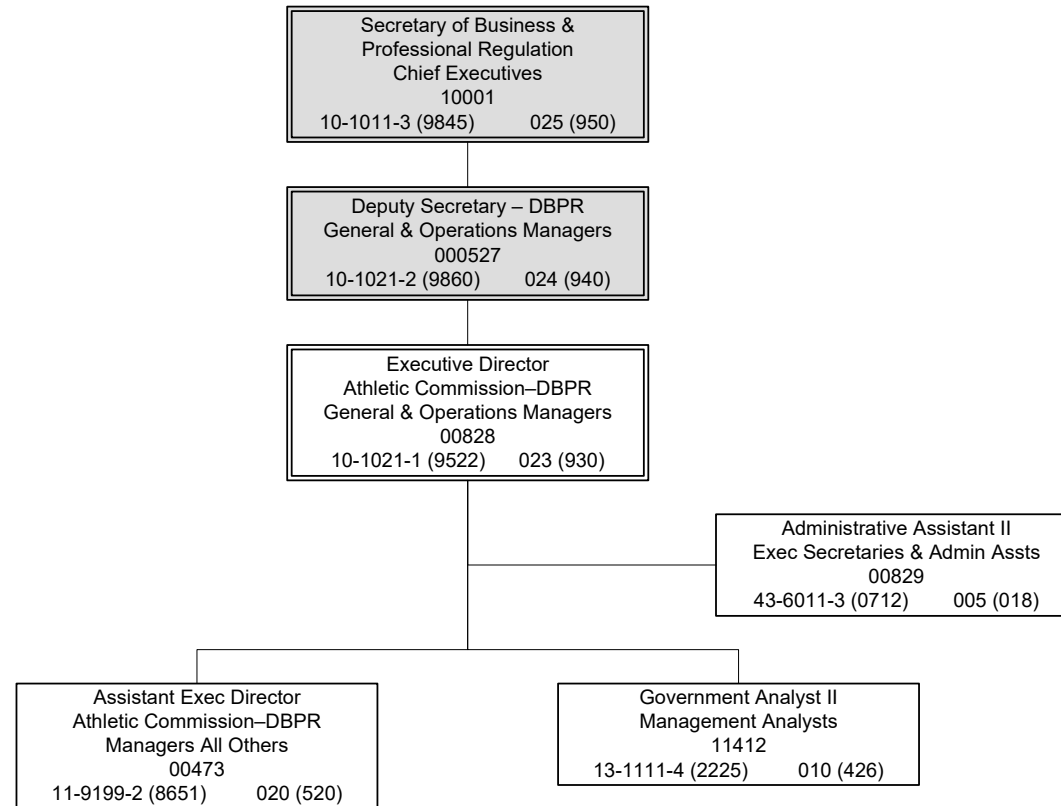 Secretary of Business &
Professional Regulation
Chief Executives
10001
10-1011-3 (9845) 025 (950)
Deputy Secretary – DBPR
General & Operations Managers
000527
10-1021-2 (9860) 024 (940)
Executive Director
Athletic Commission–DBPR
General & Operations Managers
00828
10-1021-1 (9522) 023 (930)
Administrative Assistant II
Exec Secretaries & Admin Assts
00829
43-6011-3 (0712) 005 (018)
Assistant Exec Director
Athletic Commission–DBPR
Managers All Others
00473
11-9199-2 (8651) 020 (520)
Government Analyst II
Management Analysts
11412
13-1111-4 (2225) 010 (426)